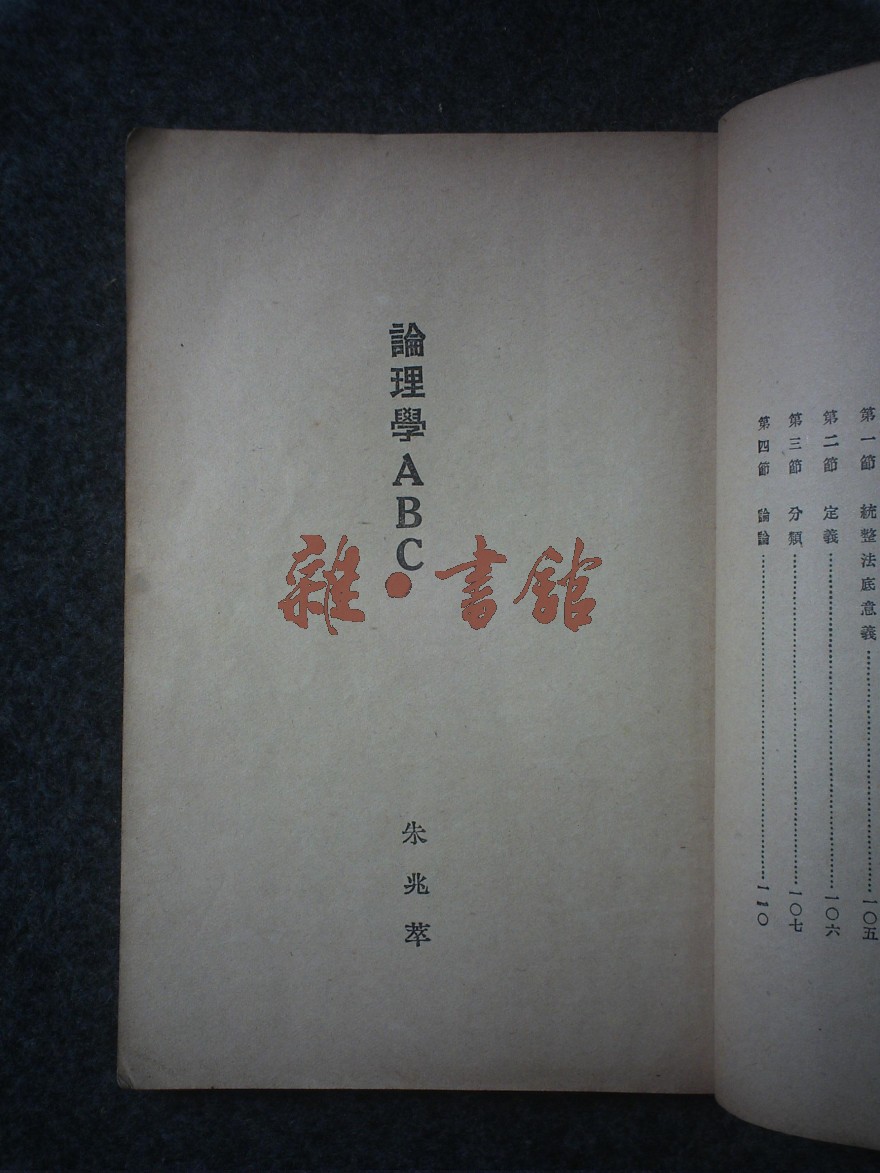 第一節 統整法底意義……一〇五
第二節 定義……一〇六
第三節 分類……一〇七
第四節 論論……一一〇
論理學ABC
朱兆萃
雜·書館